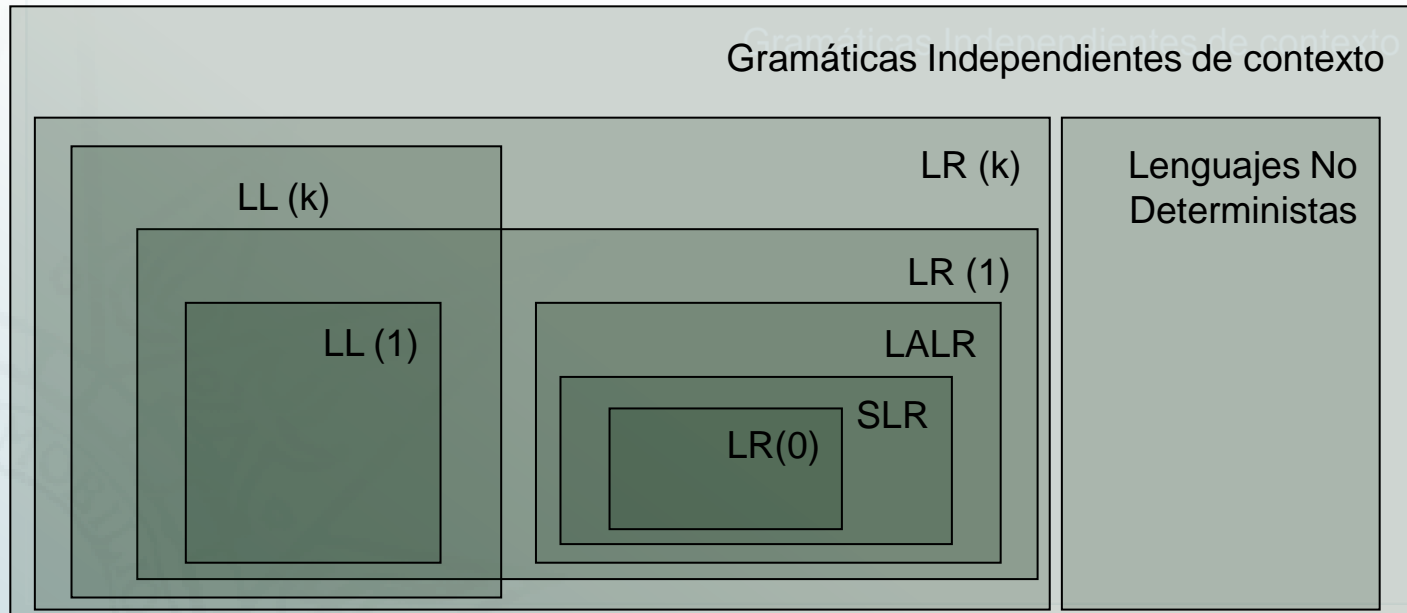 Gramáticas Independientes de contexto
LR (k)
Lenguajes No
Deterministas
LL (k)
LR (1)
LL (1)
LALR
SLR
LR(0)